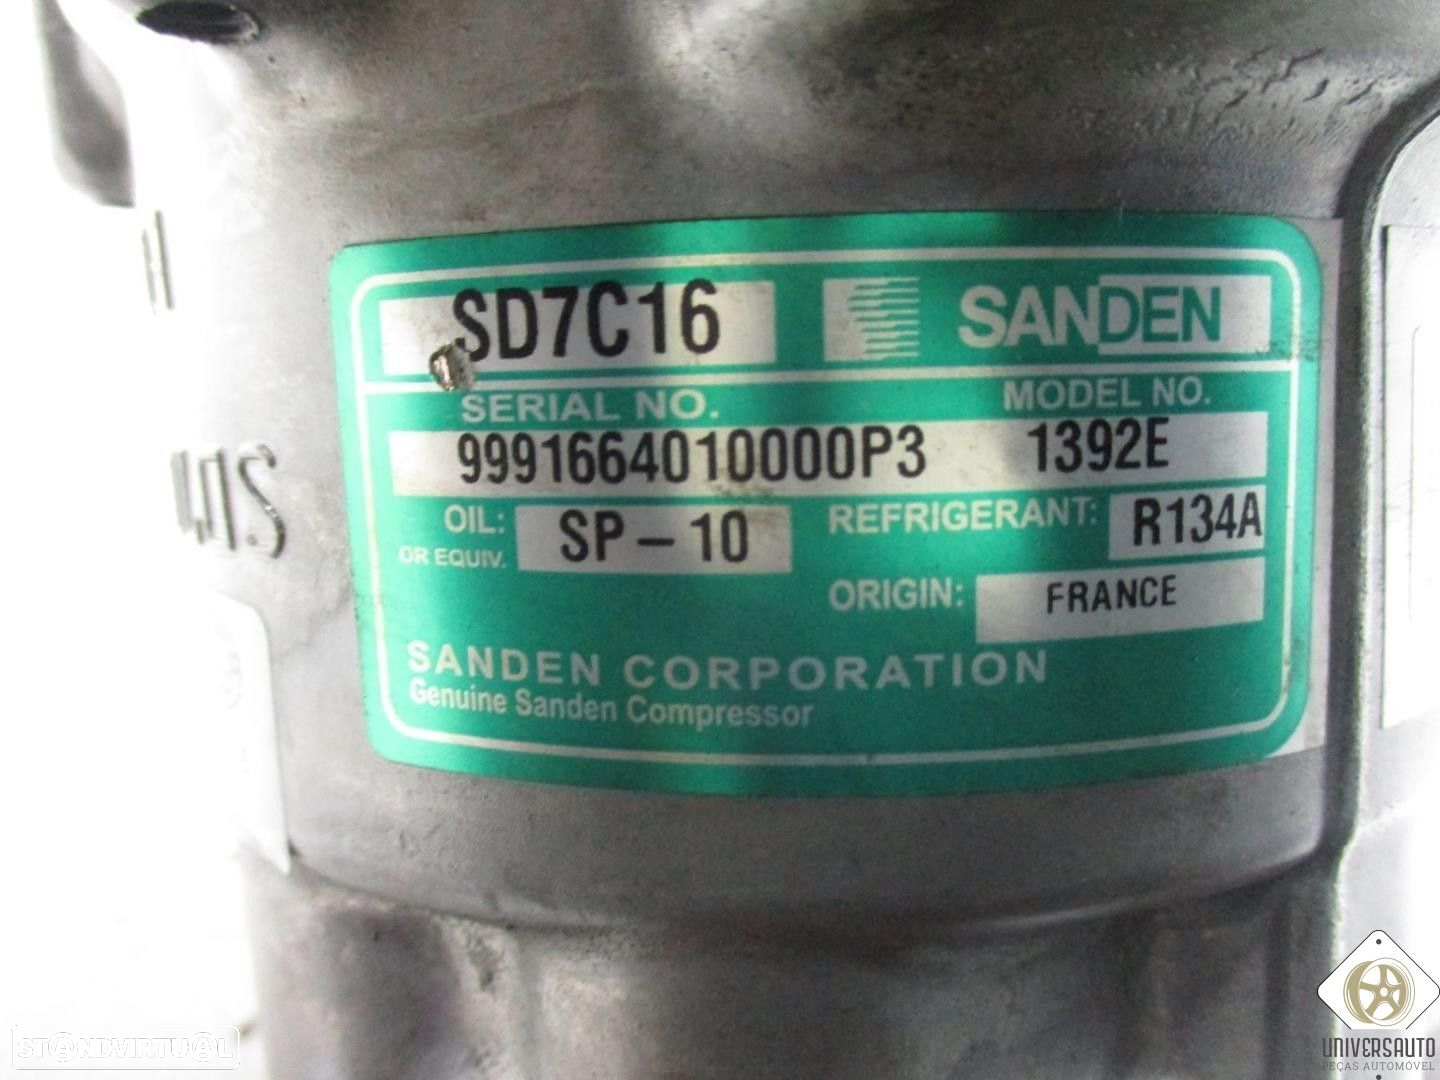 SD7C16
SANDEN
SERIAL NO.
MODEL NO.
9991664010000P3
1392E
OIL:
OR EQUIV.
SP-10
REFRIGERANT:
R134A
ORIGIN:
FRANCE
SANDEN CORPORATION
Genuine Sanden Compressor
STANDVIRTUAL
UNIVERSAUTO
PEÇAS AUTOMÓVEL